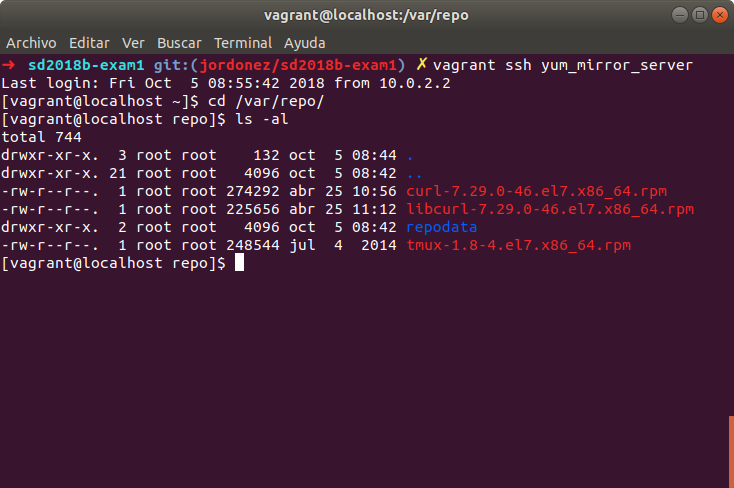 vagrant@localhost:/var/repo
Archivo Editar Ver Buscar Terminal Ayuda
➜ sd2018b-exam1 git:(jordonez/sd2018b-exam1) ✗ vagrant ssh yum_mirror_server
Last login: Fri Oct  5 08:55:42 2018 from 10.0.2.2
[vagrant@localhost ~]$ cd /var/repo/
[vagrant@localhost repo]$ ls -al
total 744
drwxr-xr-x.  3 root root    132 oct  5 08:44 .
drwxr-xr-x. 21 root root   4096 oct  5 08:42 ..
-rw-r--r--.  1 root root 274292 abr 25 10:56 curl-7.29.0-46.el7.x86_64.rpm
-rw-r--r--.  1 root root 225656 abr 25 11:12 libcurl-7.29.0-46.el7.x86_64.rpm
drwxr-xr-x.  2 root root   4096 oct  5 08:42 repodata
-rw-r--r--.  1 root root 248544 jul  4  2014 tmux-1.8-4.el7.x86_64.rpm
[vagrant@localhost repo]$